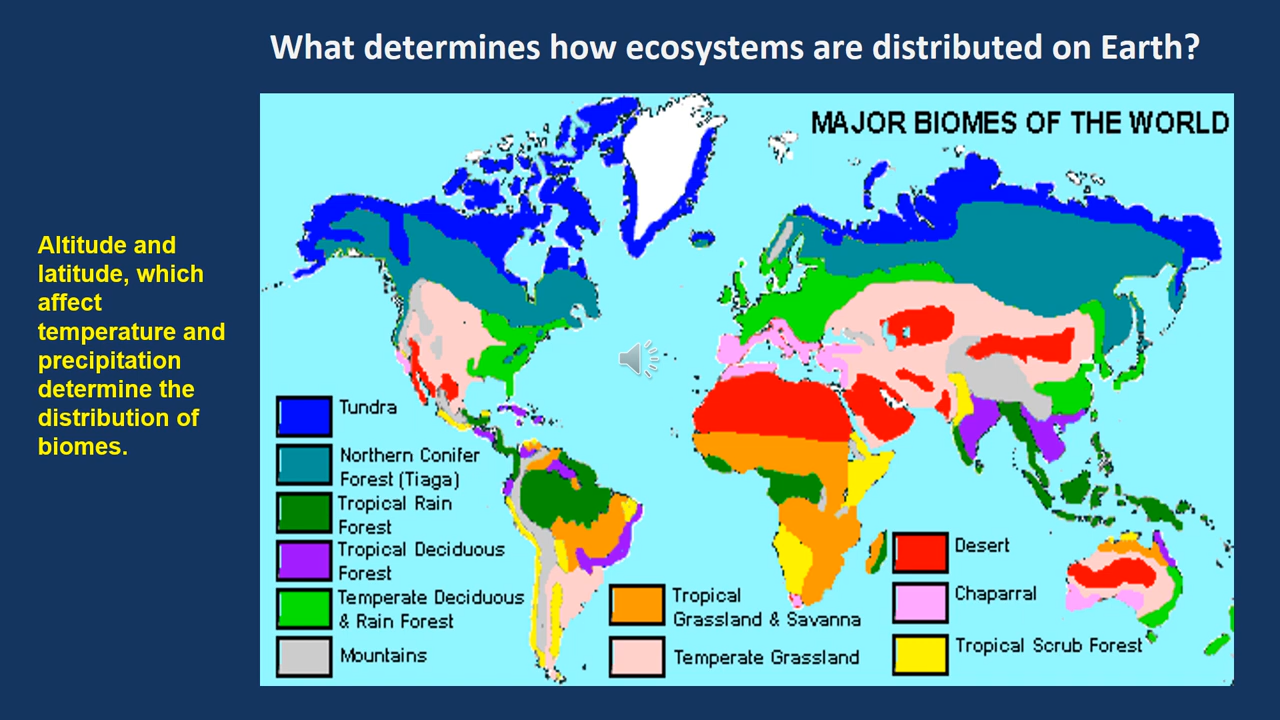 What determines how ecosystems are distributed on Earth?
MAJOR BIOMES OF THE WORLD
Altitude and
latitude, which
affect
temperature and
precipitation
determine the
distribution of
biomes.
Tundra
Northern Conifer
Forest (Tiaga)
Tropical Rain
Forest
Tropical Deciduous
Forest
Temperate Deciduous
& Rain Forest
Mountains
Tropical
Grassland & Savanna
Temperate Grassland
Desert
Chaparral
Tropical Scrub Forest